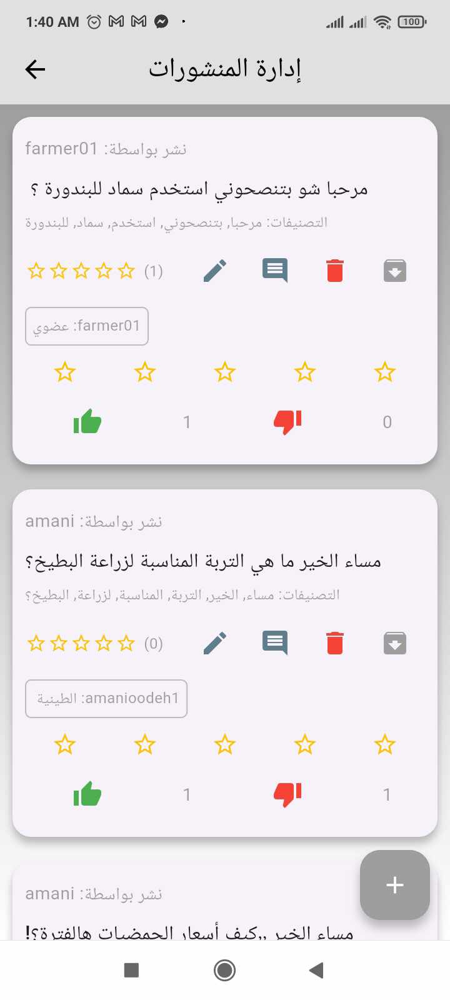 1:40 AM
100
إدارة المنشورات
نشر بواسطة: farmer01
مرحبا شو بتنصحوني استخدم سماد للبندورة ؟
التصنيفات: مرحبا, بتنصحوني, استخدم, سماد, للبندورة
(1)
farmer01: عضوي
1 0
نشر بواسطة: amani
مساء الخير ما هي التربة المناسبة لزراعة البطيخ؟
التصنيفات: مساء, الخير, التربة, المناسبة, لزراعة, البطيخ؟
(0)
amanioodeh1: الطينية
1 1
نشر بواسطة: amani
مساء الخير ,,كيف أسعار الحمضيات هالفترة؟!